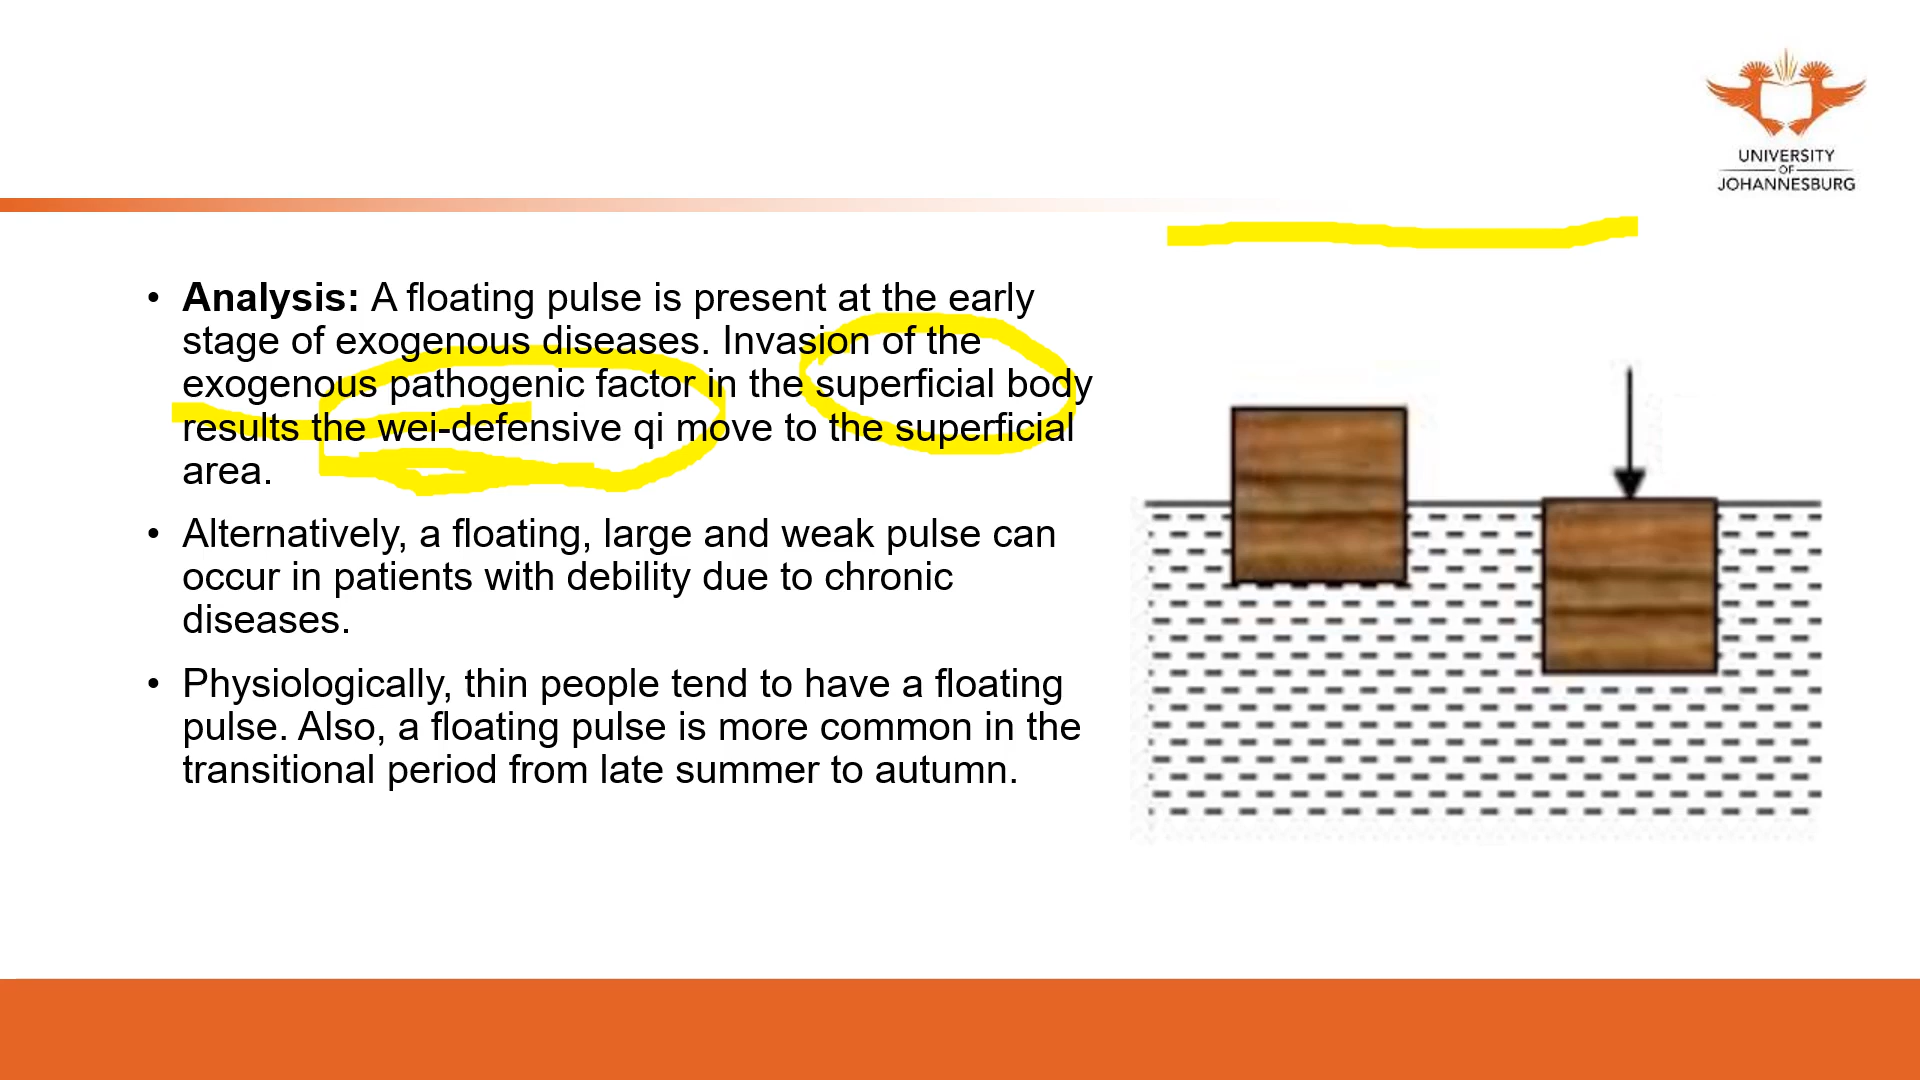 UNIVERSITY
OF
JOHANNESBURG
• Analysis: A floating pulse is present at the early
stage of exogenous diseases. Invasion of the
exogenous pathogenic factor in the superficial body
results the wei-defensive qi move to the superficial
area.
• Alternatively, a floating, large and weak pulse can
occur in patients with debility due to chronic
diseases.
• Physiologically, thin people tend to have a floating
pulse. Also, a floating pulse is more common in the
transitional period from late summer to autumn.